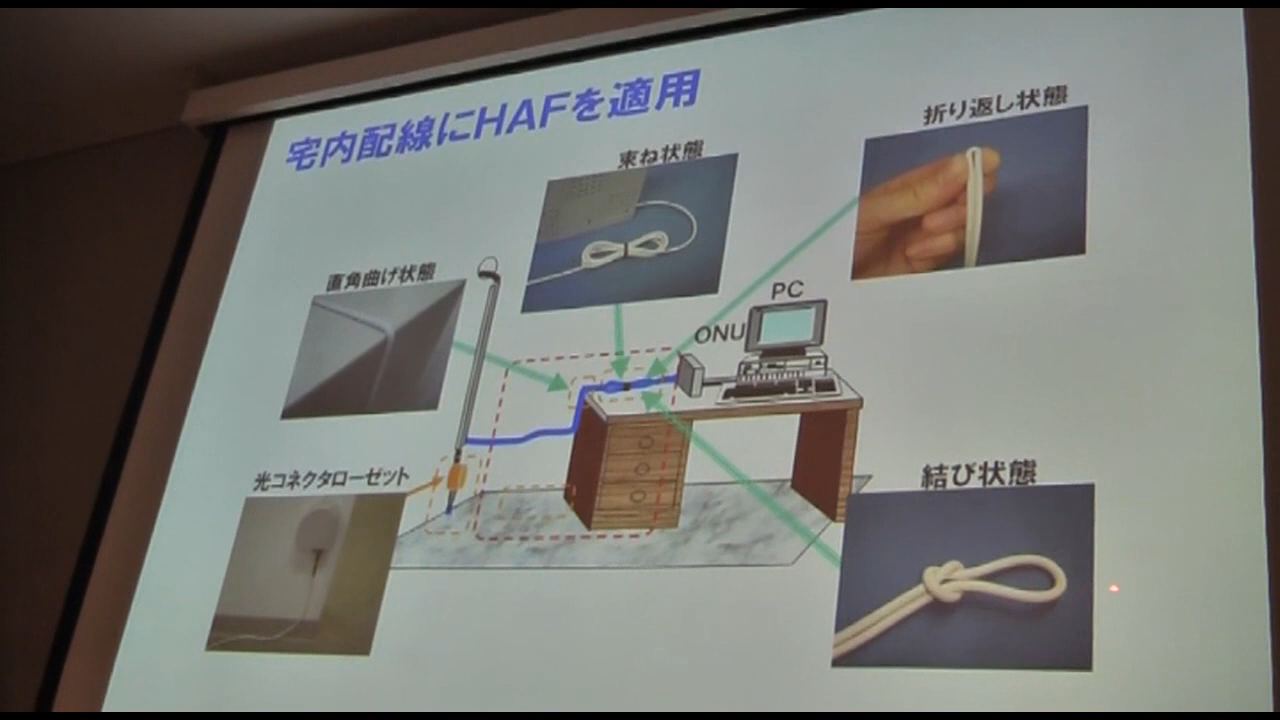 宅内配線にHAFを適用
折り返し状態
束ね状態
直角曲げ状態
PC
ONU
光コネクタローゼット
結び状態